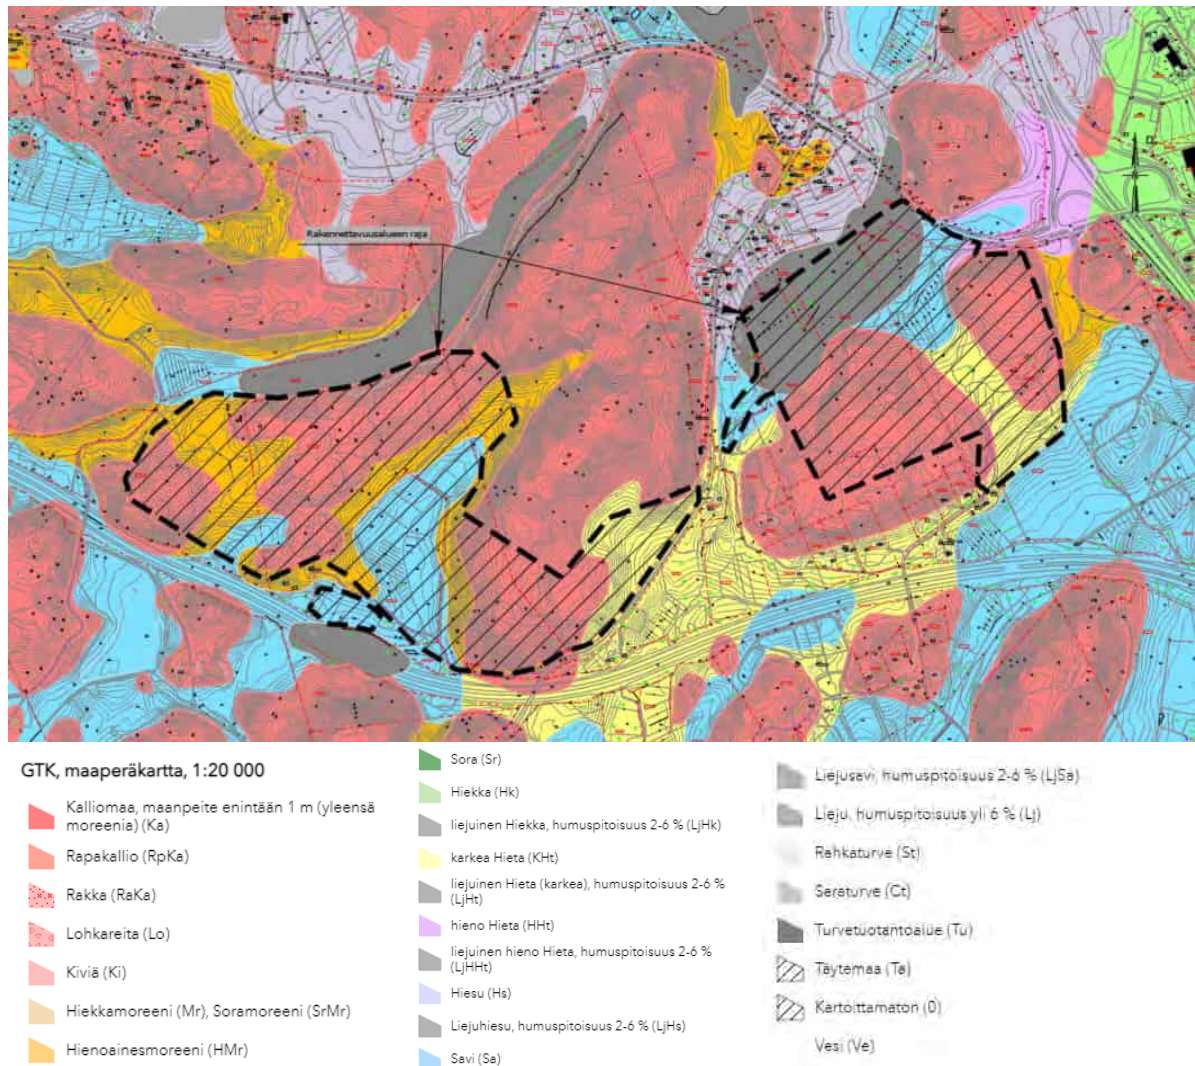 Rakennettavuusalueen raja
GTK, maaperäkartta, 1:20 000
Kalliomaa, maanpeite enintään 1 m (yleensä
moreenia) (Ka)
Rapakallio (RpKa)
Rakka (RaKa)
Lohkareita (Lo)
Kiviä (Ki)
Hiekkamoreeni (Mr), Soramoreeni (SrMr)
Hienoainesmoreeni (HMr)
Sora (Sr)
Hiekka (Hk)
liejuinen Hiekka, humuspitoisuus 2-6 % (LjHk)
karkea Hieta (KHt)
liejuinen Hieta (karkea), humuspitoisuus 2-6 %
(LjHt)
hieno Hieta (HHt)
liejuinen hieno Hieta, humuspitoisuus 2-6 %
(LjHHt)
Hiesu (Hs)
Liejuhiesu, humuspitoisuus 2-6 % (LjHs)
Savi (Sa)
Liejusavi, humuspitoisuus 2-6 % (LjSa)
Lieju, humuspitoisuus yli 6 % (Lj)
Rahkaturve (St)
Saraturve (Ct)
Turvetuotantoalue (Tu)
Täytemaa (Ta)
Kartoittamaton (0)
Vesi (Ve)